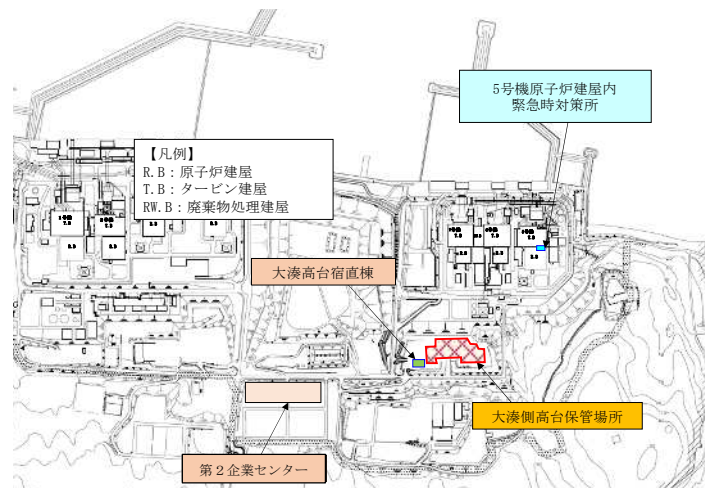 5号機原子炉建屋内
緊急時対策所
【凡例】
R.B：原子炉建屋
T.B：タービン建屋
RW.B：廃棄物処理建屋
大湊高台宿直棟
大湊側高台保管場所
第２企業センター